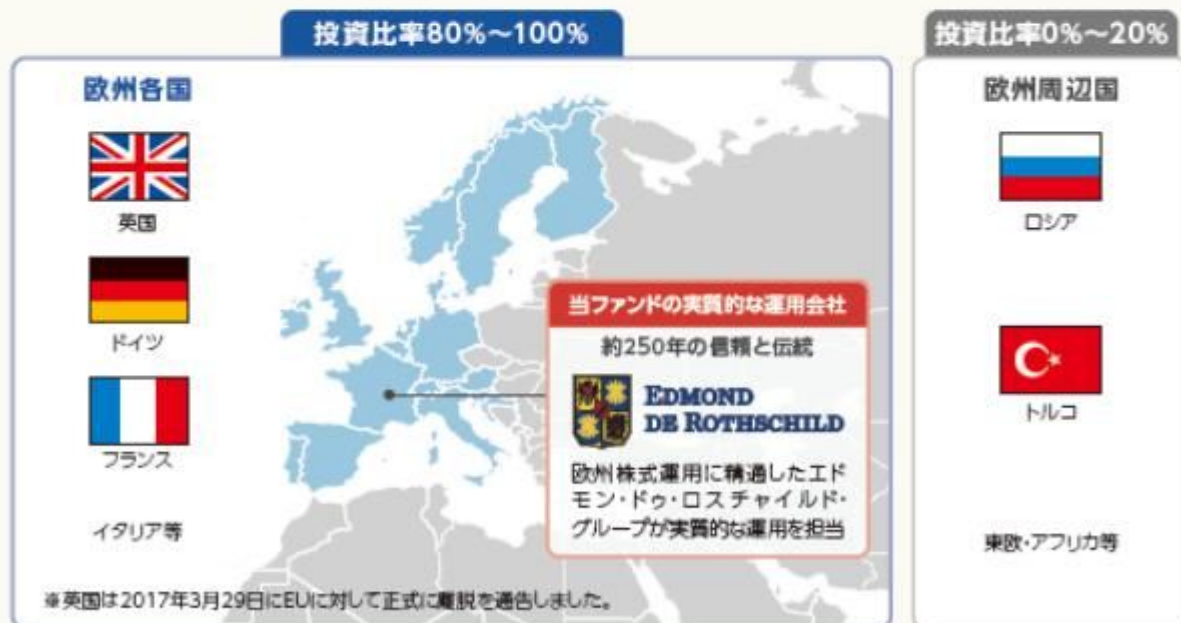 投資比率80%〜100%
欧州各国
英国
ドイツ
フランス
イタリア等
当ファンドの実質的な運用会社
約250年の信頼と伝統
EDMOND
DE ROTHSCHILD
欧州株式運用に精通したエド
モン・ドゥ・ロスチャイルド・
グループが実質的な運用を担当
※英国は2017年3月29日にEUに対して正式に離脱を通告しました。
投資比率0%〜20%
欧州周辺国
ロシア
トルコ
東欧・アフリカ等